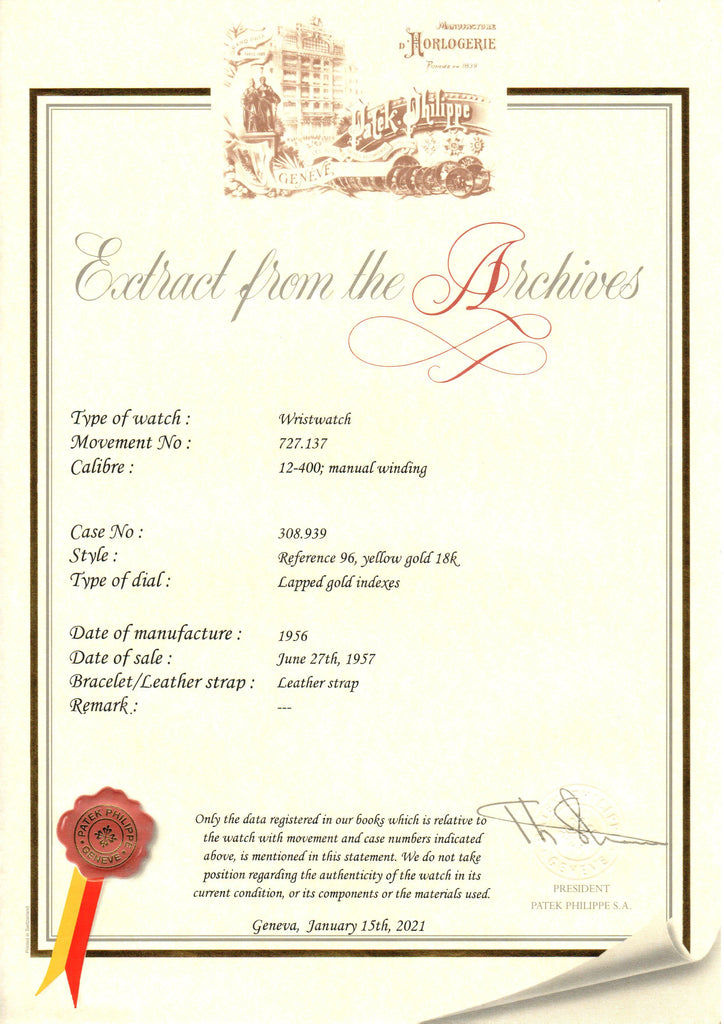 MANUFACTURE
D'HORLOGERIE
FONDÉE EN 1839
Patek Philippe
GENÈVE
Extract from the Archives
Type of watch : Wristwatch
Movement No : 727.137
Calibre : 12-400; manual winding
Case No : 308.939
Style : Reference 96, yellow gold 18k
Type of dial : Lapped gold indexes
Date of manufacture : 1956
Date of sale : June 27th, 1957
Bracelet/Leather strap : Leather strap
Remark : ---
Only the data registered in our books which is relative to
the watch with movement and case numbers indicated
above, is mentioned in this statement. We do not take
position regarding the authenticity of the watch in its
current condition, or its components or the materials used.
Geneva, January 15th, 2021
PATEK PHILIPPE
GENEVE
GENEVE
PRESIDENT
PATEK PHILIPPE S.A.
Printed in Switzerland